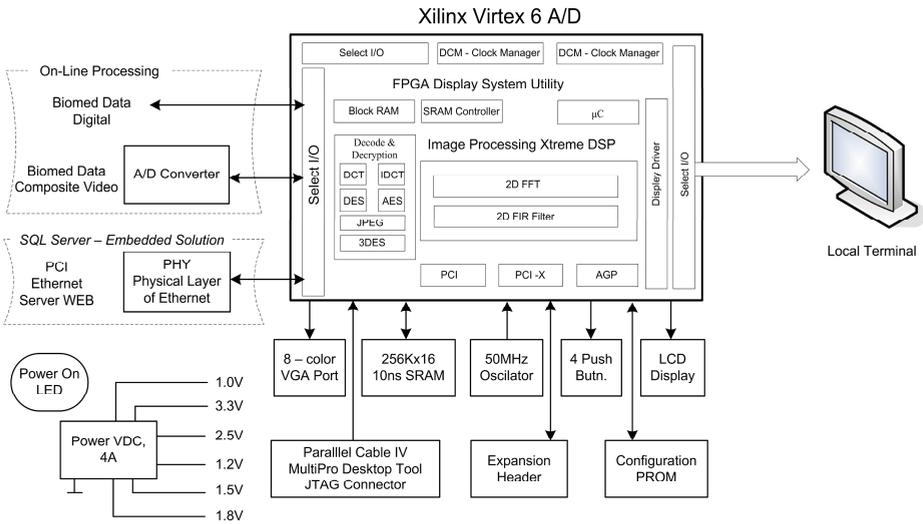 Xilinx Virtex 6 A/D
Select I/O
DCM - Clock Manager
DCM - Clock Manager
FPGA Display System Utility
On-Line Processing
Biomed Data
Digital
Biomed Data
Composite Video
A/D Converter
SQL Server – Embedded Solution
PCI
Ethernet
Server WEB
PHY
Physical Layer
of Ethernet
Select I/O
Block RAM
SRAM Controller
µC
Decode &
Decryption
DCT
IDCT
DES
AES
JPEG
3DES
Image Processing Xtreme DSP
2D FFT
2D FIR Filter
PCI
PCI -X
AGP
Display Driver
Select I/O
Local Terminal
8 – color
VGA Port
256Kx16
10ns SRAM
50MHz
Oscilator
4 Push
Butn.
LCD
Display
Paralllel Cable IV
MultiPro Desktop Tool
JTAG Connector
Expansion
Header
Configuration
PROM
Power On
LED
Power VDC,
4A
1.0V
3.3V
2.5V
1.2V
1.5V
1.8V